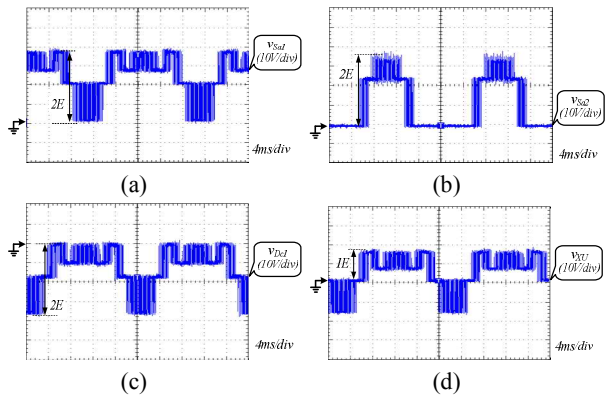 v_Sa1
(10V/div)
2E
4ms/div
(a)
v_Sa2
(10V/div)
2E
4ms/div
(b)
v_De1
(10V/div)
2E
4ms/div
(c)
v_XU
(10V/div)
1E
4ms/div
(d)